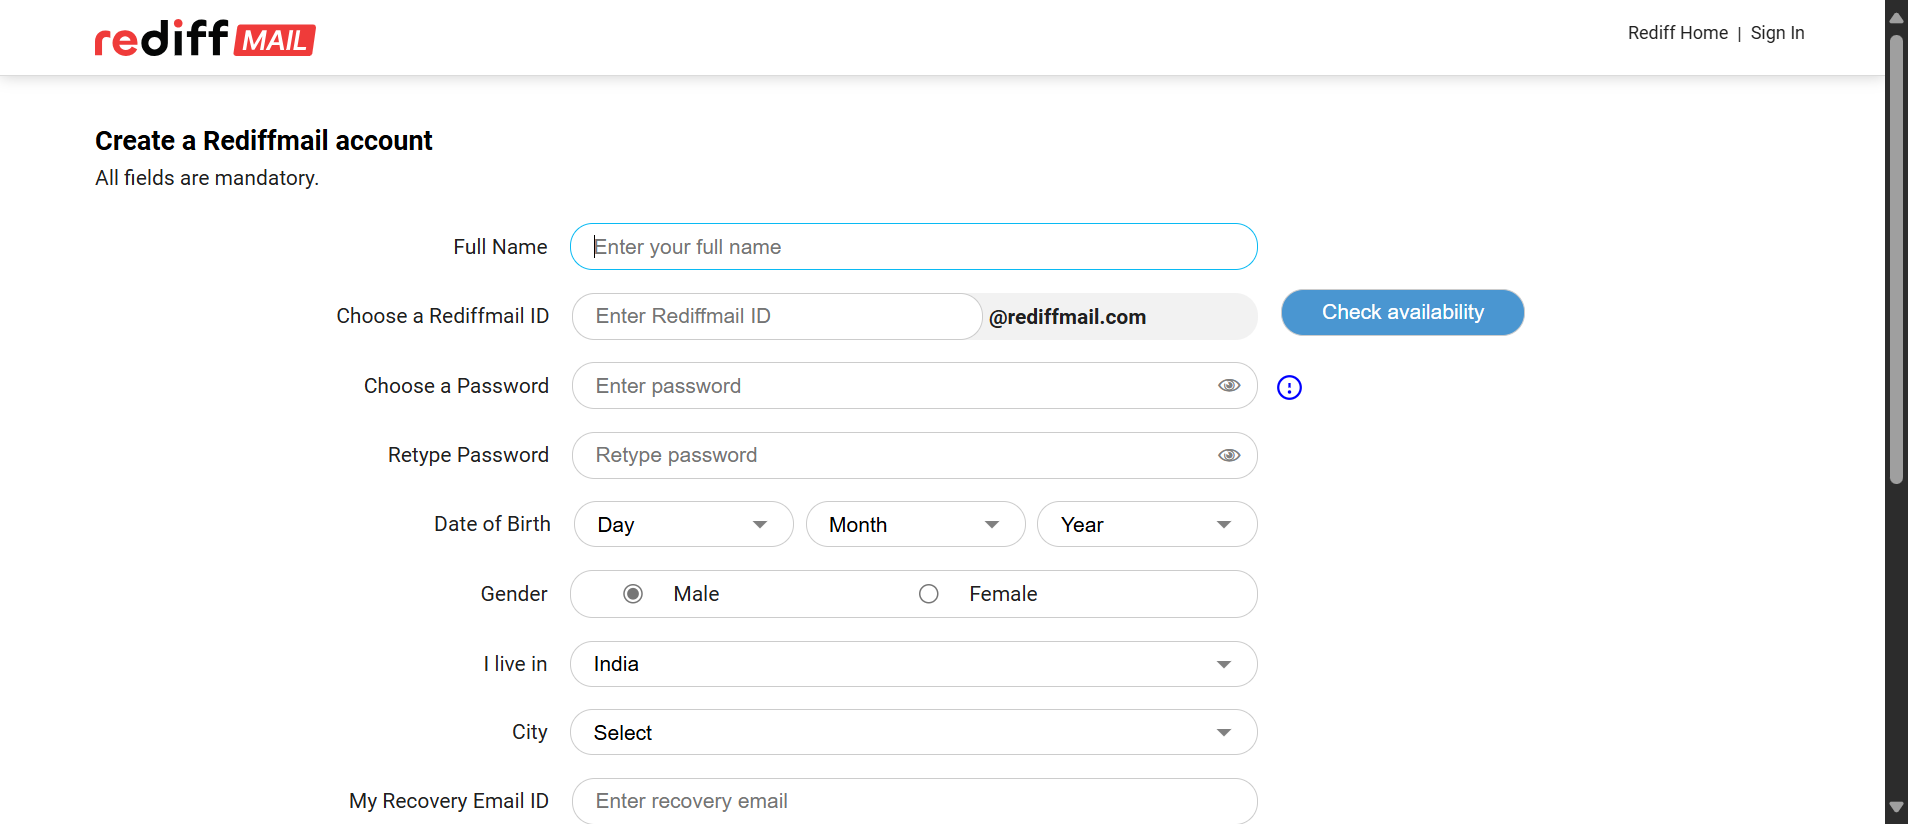 rediff MAIL
Rediff Home | Sign In
Create a Rediffmail account
All fields are mandatory.
Full Name Enter your full name
Choose a Rediffmail ID Enter Rediffmail ID @rediffmail.com Check availability
Choose a Password Enter password
Retype Password Retype password
Date of Birth Day Month Year
Gender Male Female
I live in India
City Select
My Recovery Email ID Enter recovery email